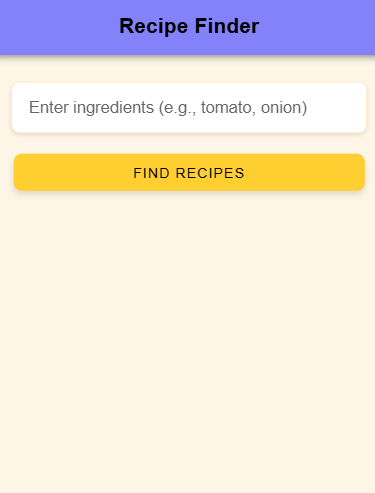 Recipe Finder
Enter ingredients (e.g., tomato, onion)
FIND RECIPES